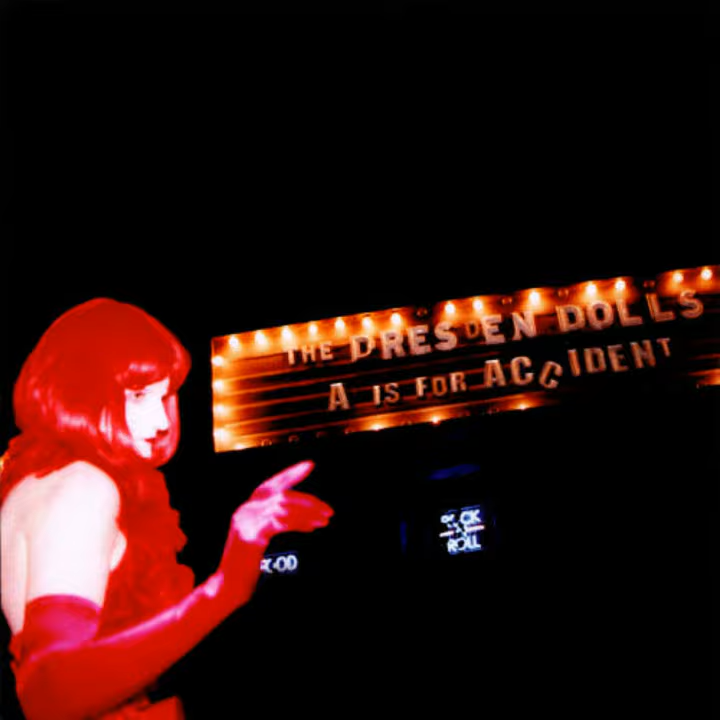 THE DRESDEN DOLLS
A IS FOR ACCIDENT
ROLL